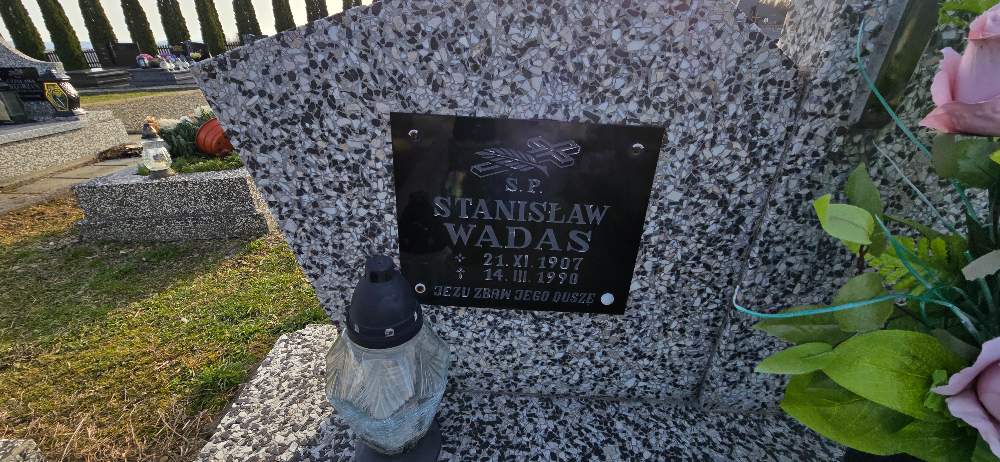 S.P.
STANISŁAW
WADAS
21.XI.1907
14.III.1990
JEZU ZBAW JEGO DUSZĘ